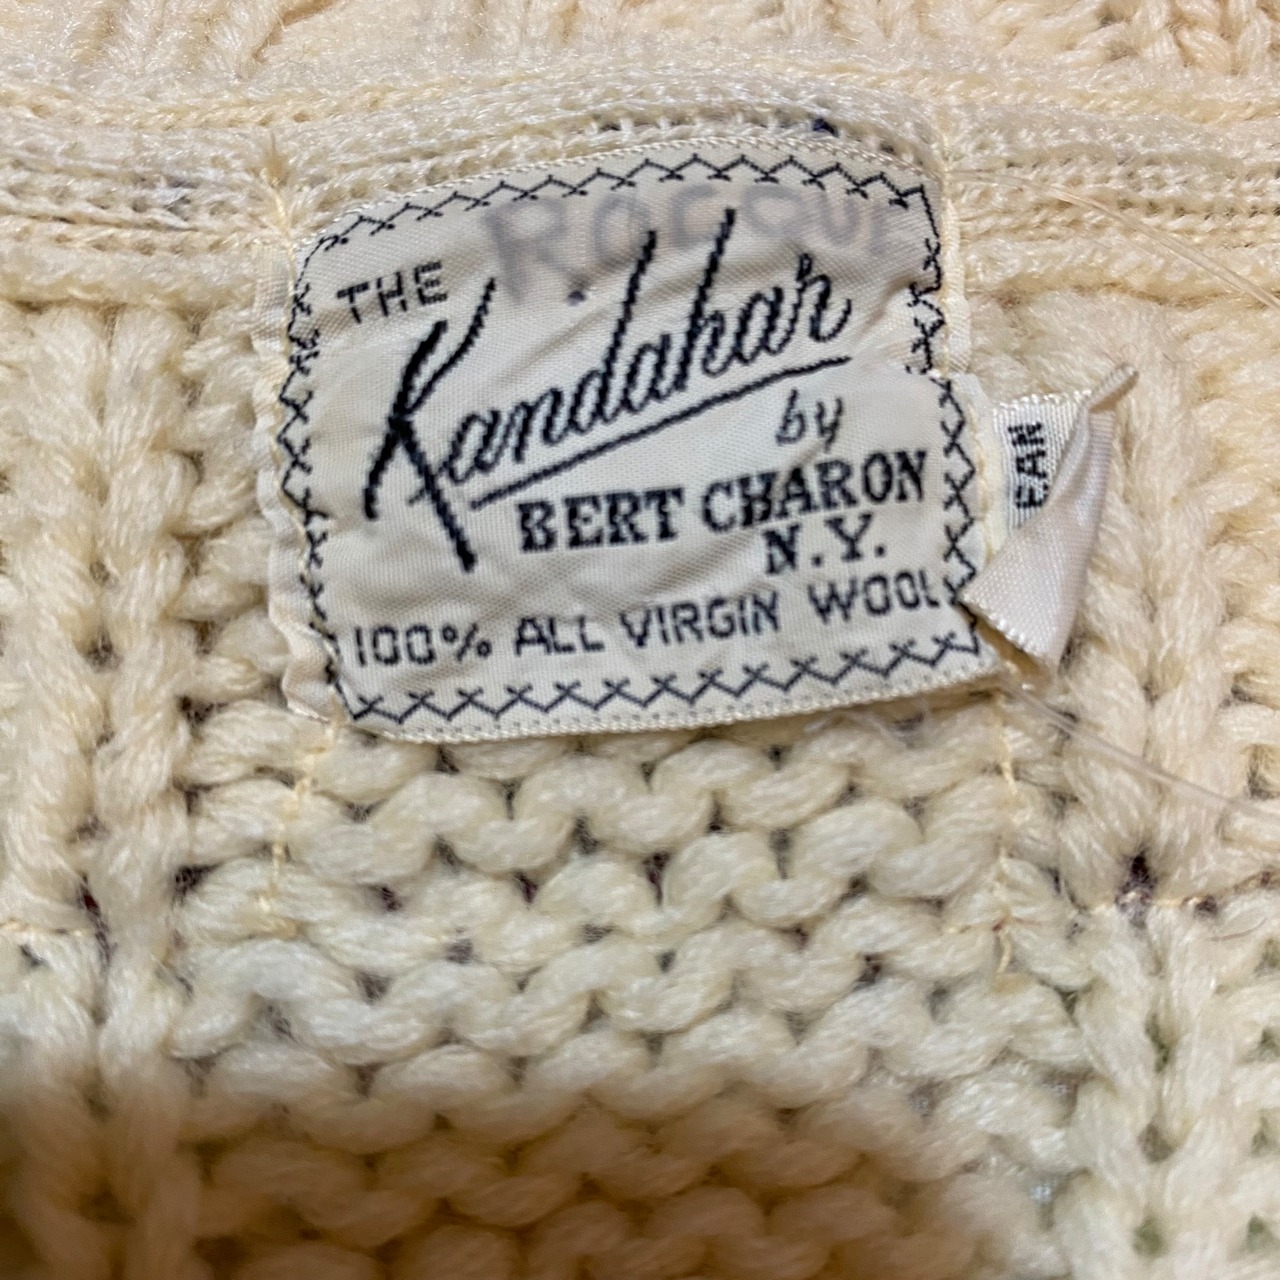 THE
Kandahar
by
BERT CHARON
N.Y.
100% ALL VIRGIN WOOL